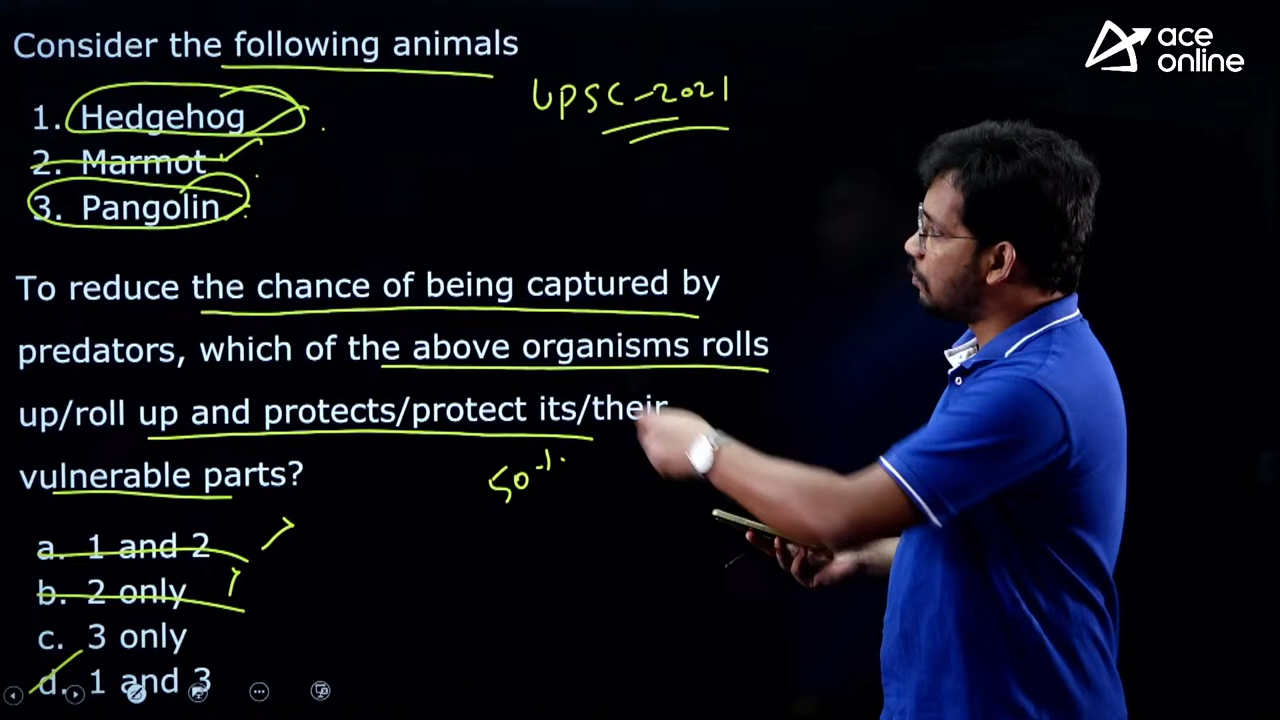 Consider the following animals
ace
online
UPSC-2021
1. Hedgehog
2. Marmot
3. Pangolin
To reduce the chance of being captured by
predators, which of the above organisms rolls
up/roll up and protects/protect its/their
vulnerable parts?
50%
a. 1 and 2
b. 2 only
c. 3 only
d. 1 and 3